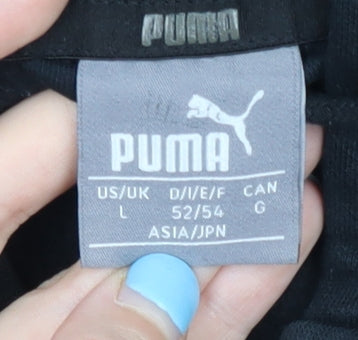 PUMA
PUMA
US/UK D/I/E/F CAN
L 52/54 G
ASIA/JPN